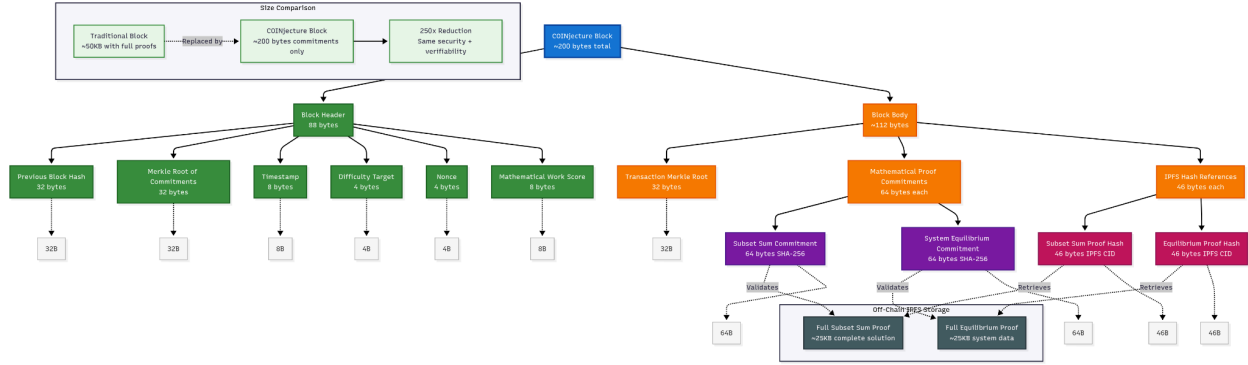 Size Comparison
Traditional Block
≈50KB with full proofs
Replaced by
COINjecture Block
≈200 bytes commitments
only
250x Reduction
Same security +
verifiability
COINjecture Block
≈200 bytes total
Block Header
88 bytes
Block Body
~112 bytes
Previous Block Hash
32 bytes
Merkle Root of
Commitments
32 bytes
Timestamp
8 bytes
Difficulty Target
4 bytes
Nonce
4 bytes
Mathematical Work Score
8 bytes
Transaction Merkle Root
32 bytes
Mathematical Proof
Commitments
64 bytes each
IPFS Hash References
46 bytes each
32B
32B
8B
4B
4B
8B
32B
Subset Sum Commitment
64 bytes SHA-256
System Equilibrium
Commitment
64 bytes SHA-256
Subset Sum Proof Hash
46 bytes IPFS CID
Equilibrium Proof Hash
46 bytes IPFS CID
Validates
Validates
Retrieves
Retrieves
Off-Chain IPFS Storage
64B
Full Subset Sum Proof
≈25KB complete solution
Full Equilibrium Proof
≈25KB system data
64B
46B
46B